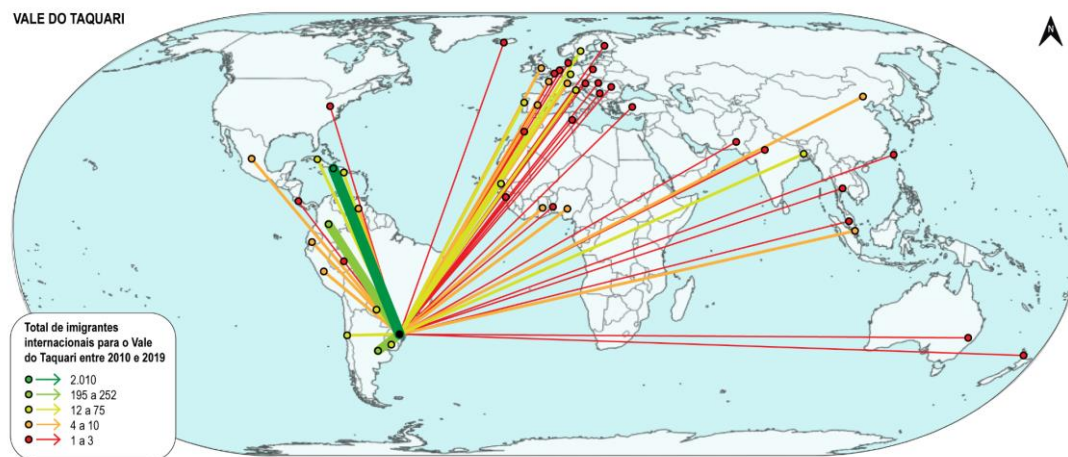 VALE DO TAQUARI
N
Total de imigrantes
internacionais para o Vale
do Taquari entre 2010 e 2019
2.010
195 a 252
12 a 75
4 a 10
1 a 3